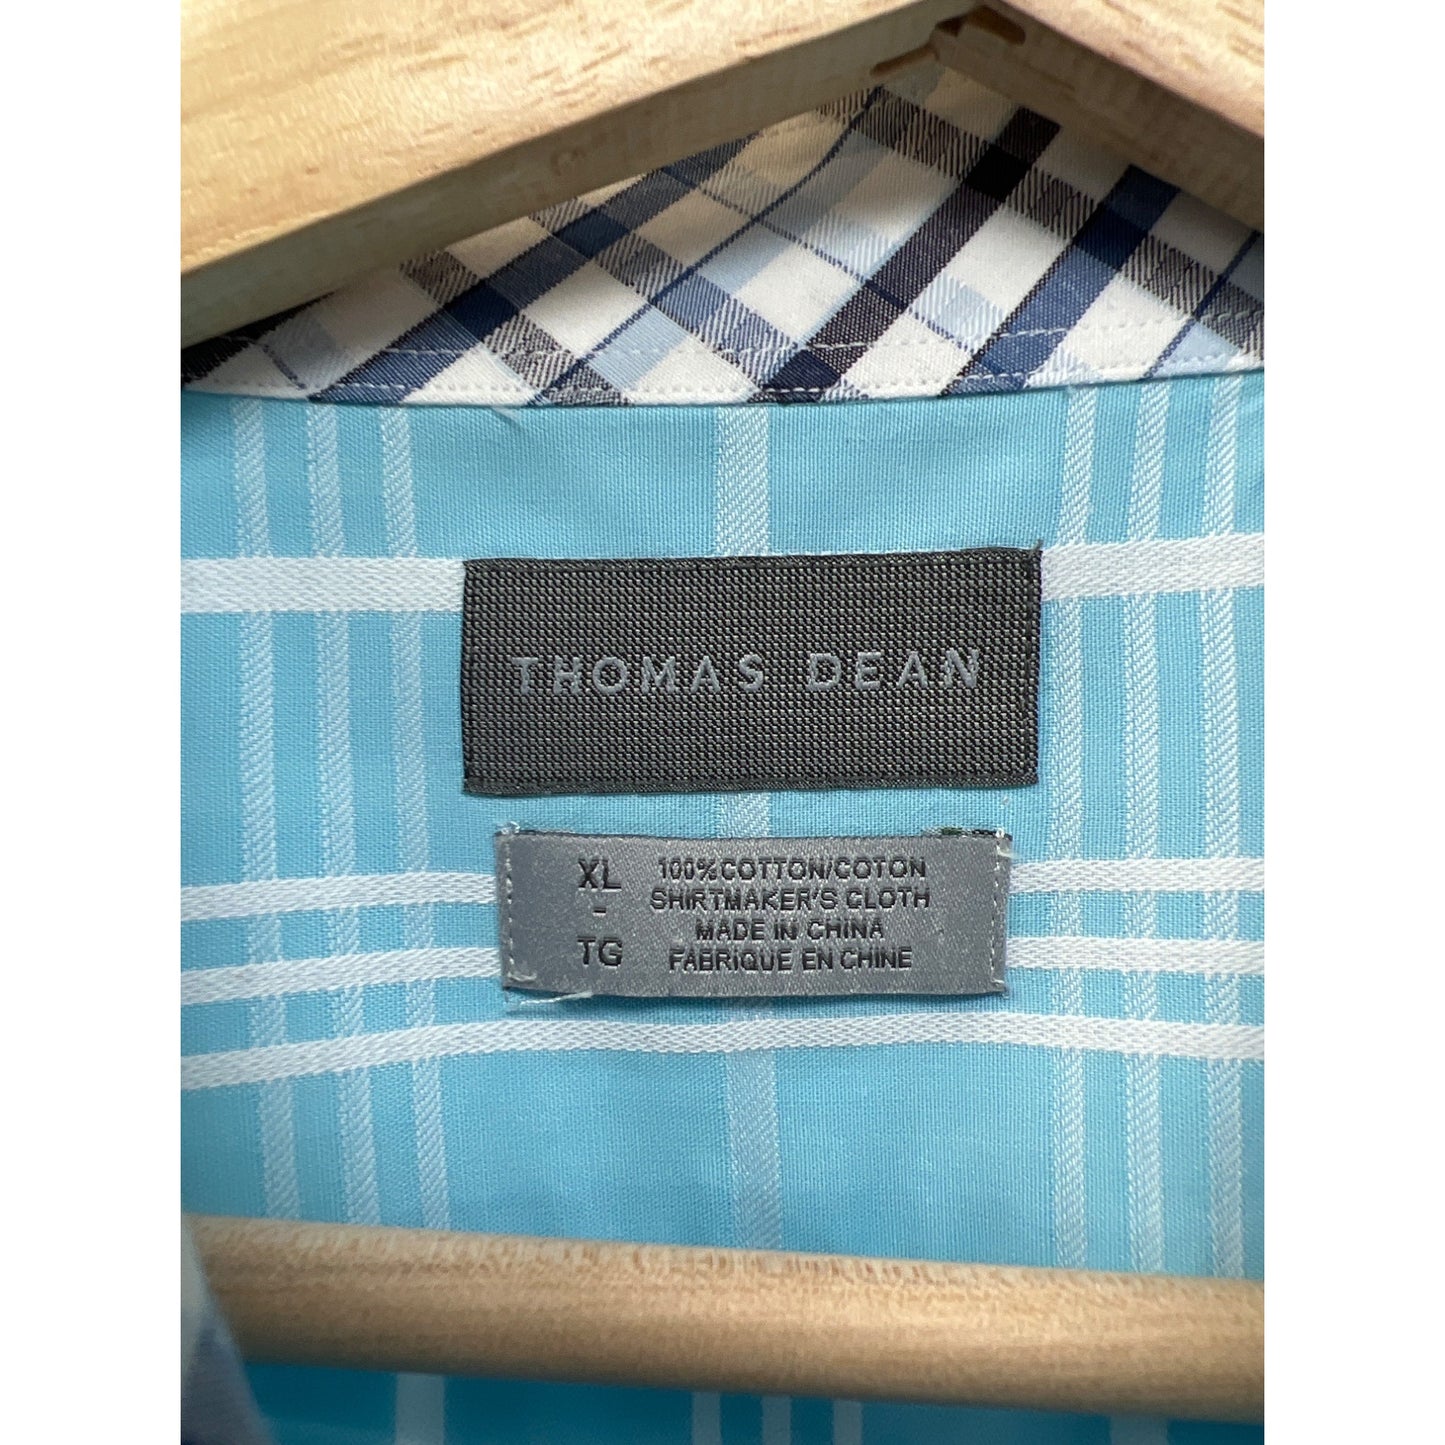 THOMAS DEAN
XL
-
TG
100% COTTON/COTON
SHIRTMAKER'S CLOTH
MADE IN CHINA
FABRIQUE EN CHINE